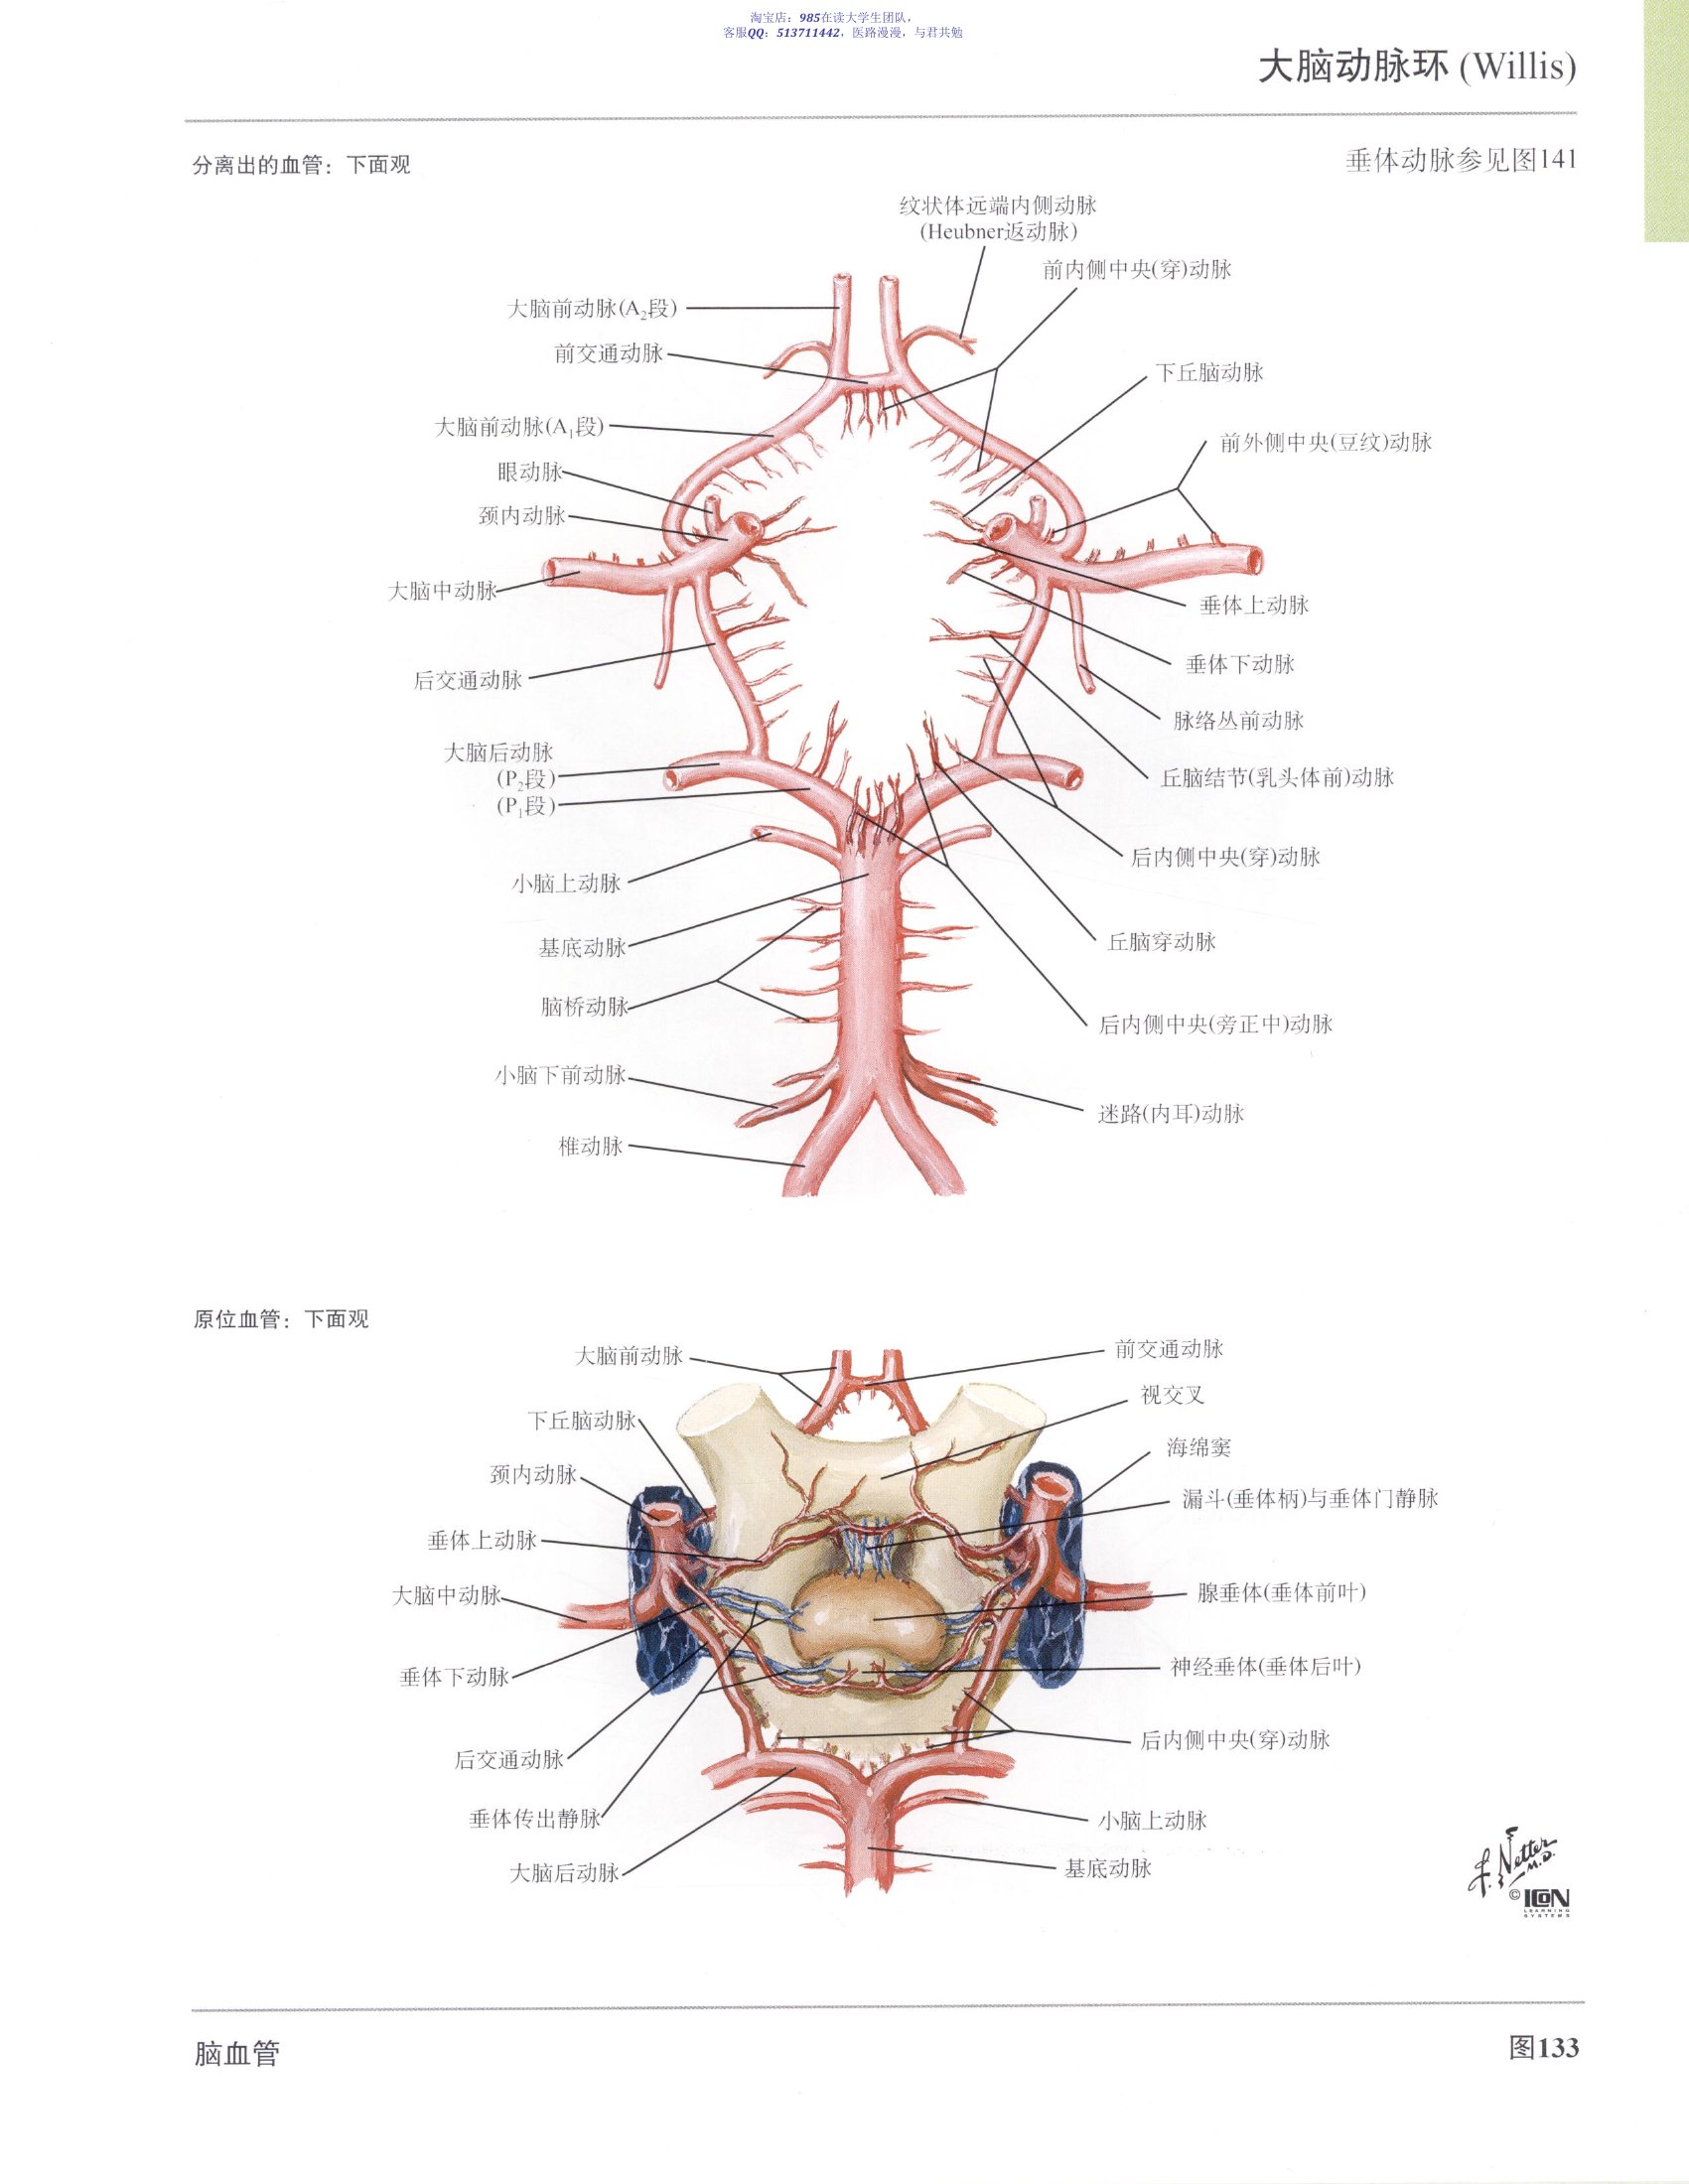 淘宝店：985在读大学生团队，
客服QQ：513711442，医路漫漫，与君共勉
大脑动脉环 (Willis)
分离出的血管：下面观
垂体动脉参见图141
纹状体远端内侧动脉
(Heubner返动脉)
前内侧中央(穿)动脉
大脑前动脉(A₂段)
前交通动脉
下丘脑动脉
大脑前动脉(A₁段)
前外侧中央(豆纹)动脉
眼动脉
颈内动脉
大脑中动脉
垂体上动脉
垂体下动脉
后交通动脉
脉络丛前动脉
大脑后动脉
(P₂段)
(P₁段)
丘脑结节(乳头体前)动脉
后内侧中央(穿)动脉
小脑上动脉
丘脑穿动脉
基底动脉
脑桥动脉
后内侧中央(旁正中)动脉
小脑下前动脉
迷路(内耳)动脉
椎动脉
原位血管：下面观
大脑前动脉
前交通动脉
视交叉
下丘脑动脉
海绵窦
颈内动脉
漏斗(垂体柄)与垂体门静脉
垂体上动脉
大脑中动脉
腺垂体(垂体前叶)
垂体下动脉
神经垂体(垂体后叶)
后交通动脉
后内侧中央(穿)动脉
垂体传出静脉
小脑上动脉
大脑后动脉
基底动脉
F. Netter
M.D.
© ICON
LEARNING
SYSTEMS
脑血管
图133